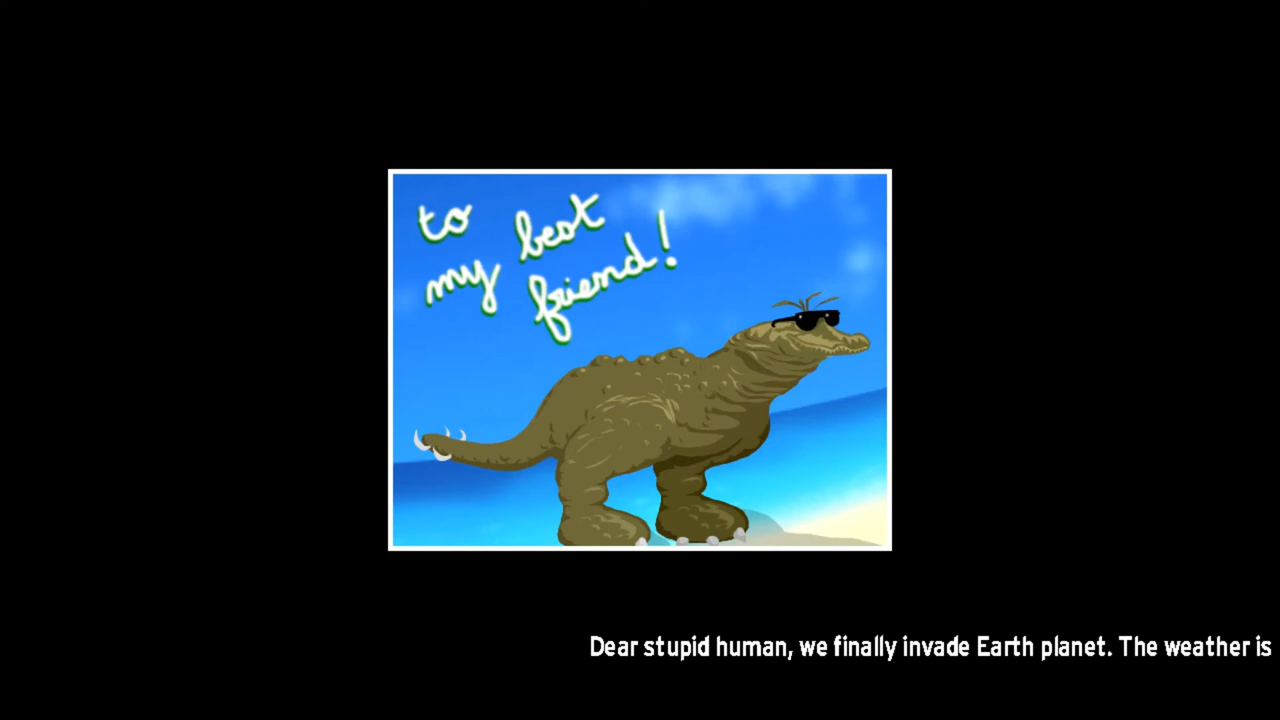 to
my best
friend!
Dear stupid human, we finally invade Earth planet. The weather is